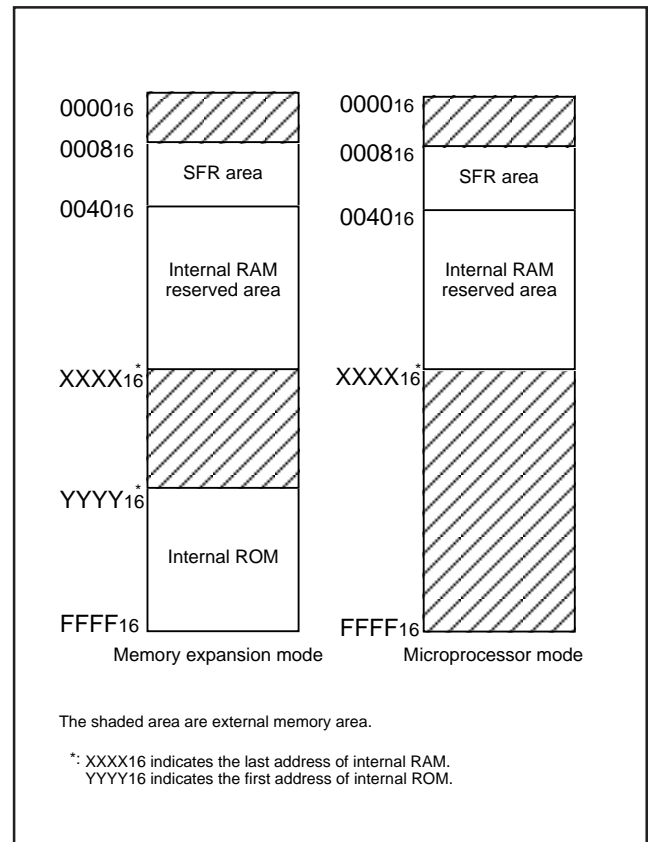 0000₁₆
0008₁₆
SFR area
0040₁₆
Internal RAM
reserved area
XXXX₁₆*
YYYY₁₆*
Internal ROM
FFFF₁₆
Memory expansion mode
0000₁₆
0008₁₆
SFR area
0040₁₆
Internal RAM
reserved area
XXXX₁₆*
FFFF₁₆
Microprocessor mode
The shaded area are external memory area.
*: XXXX16 indicates the last address of internal RAM.
YYYY16 indicates the first address of internal ROM.